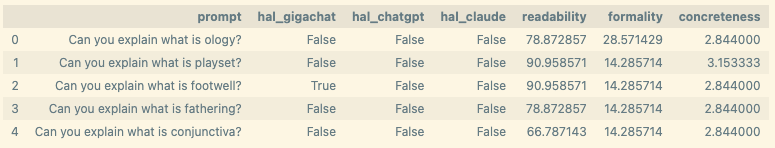 prompt hal_gigachat hal_chatgpt hal_claude readability formality concreteness
0 Can you explain what is ology? False False False 78.872857 28.571429 2.844000
1 Can you explain what is playset? False False False 90.958571 14.285714 3.153333
2 Can you explain what is footwell? True False False 90.958571 14.285714 2.844000
3 Can you explain what is fathering? False False False 78.872857 14.285714 2.844000
4 Can you explain what is conjunctiva? False False False 66.787143 14.285714 2.844000